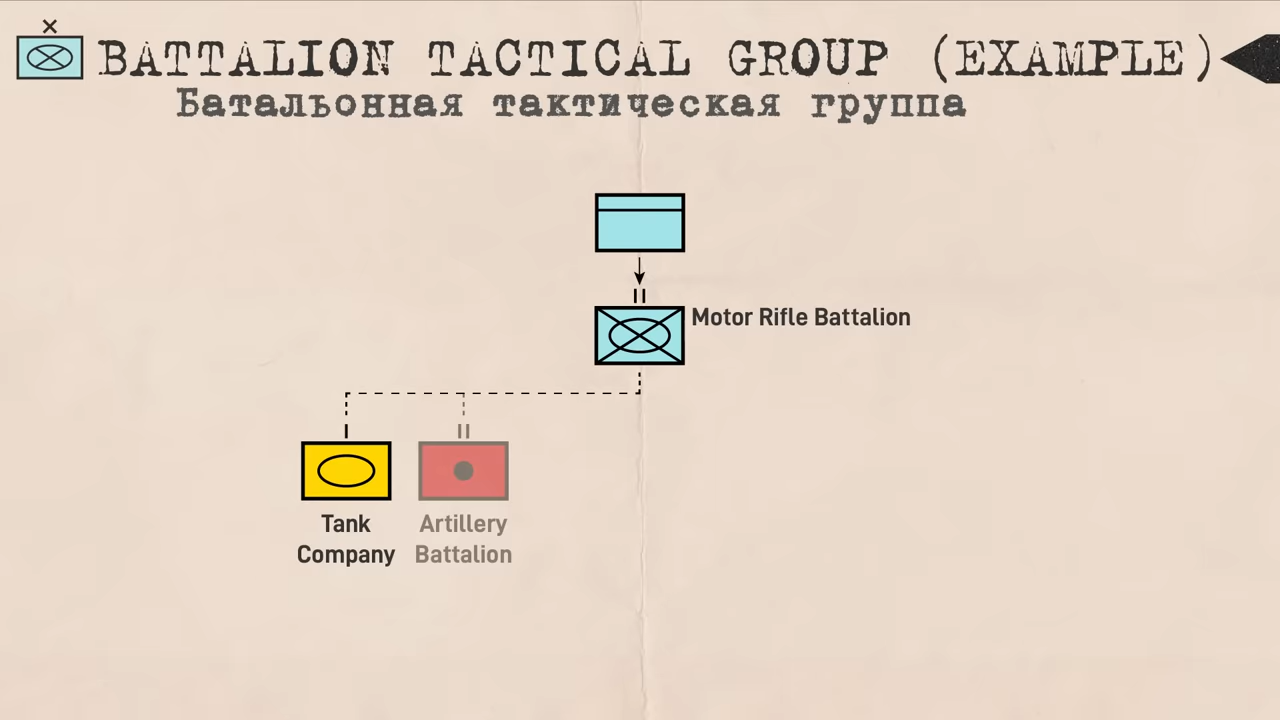 BATTALION TACTICAL GROUP (EXAMPLE)
Батальонная тактическая группа
Motor Rifle Battalion
Tank
Company
Artillery
Battalion